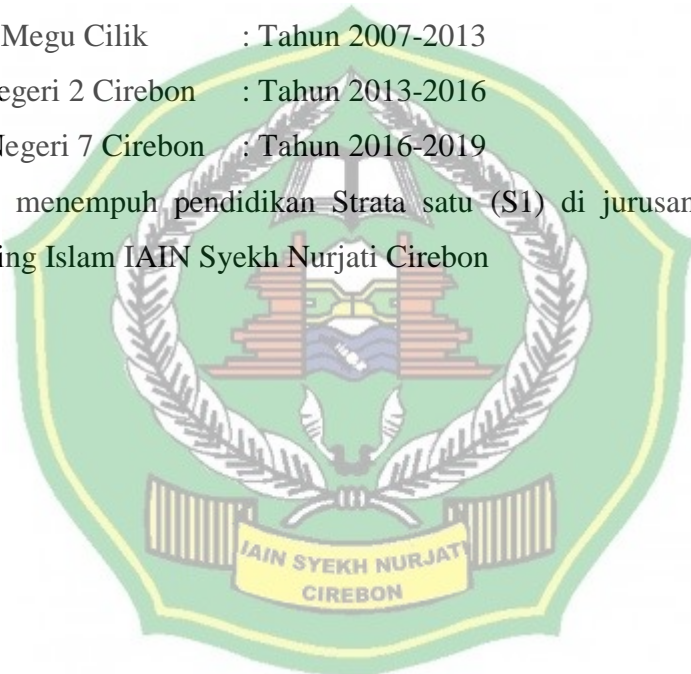 Megu Cilik : Tahun 2007-2013
egeri 2 Cirebon : Tahun 2013-2016
Negeri 7 Cirebon : Tahun 2016-2019
menempuh pendidikan Strata satu (S1) di jurusan
ing Islam IAIN Syekh Nurjati Cirebon
IAIN SYEKH NURJATI
CIREBON